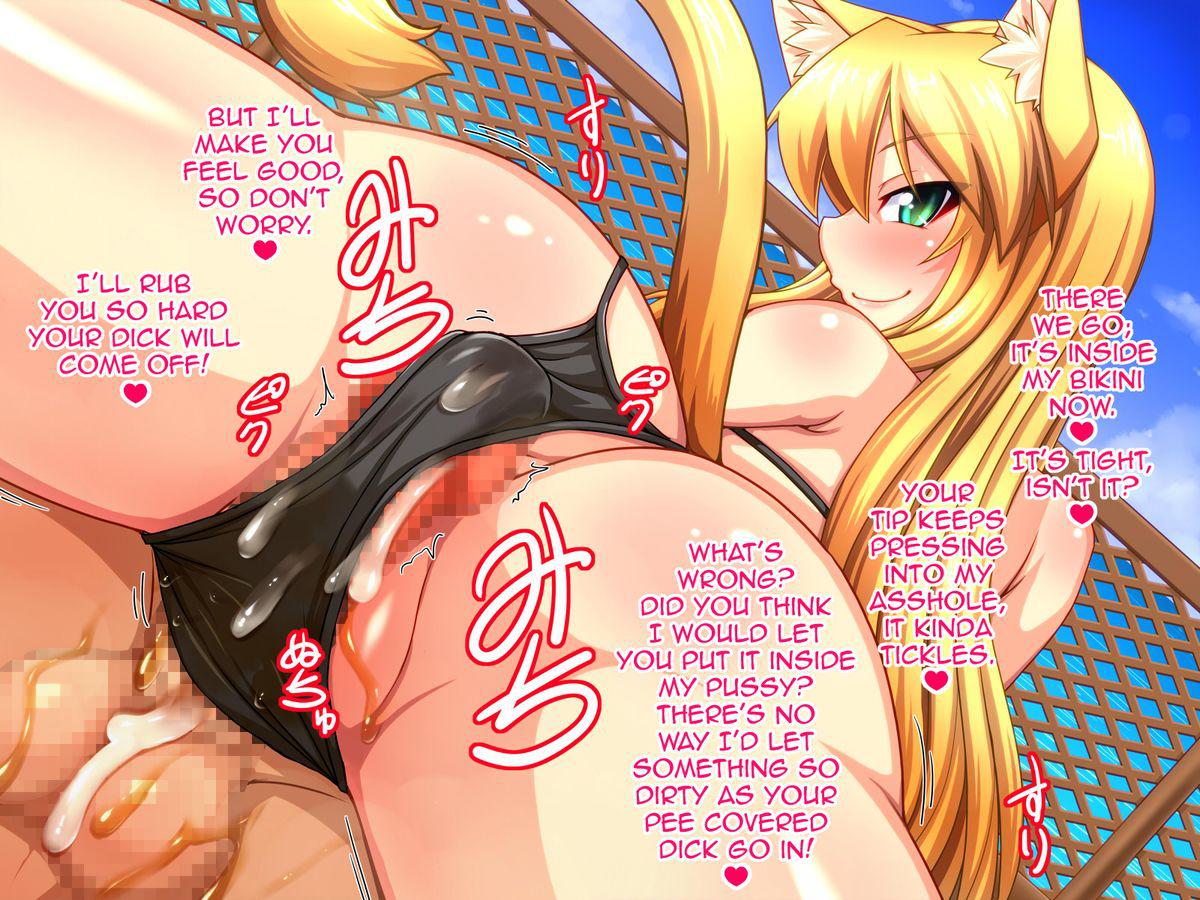 BUT I'LL
MAKE YOU
FEEL GOOD,
SO DON'T
WORRY.
I'LL RUB
YOU SO HARD
YOUR DICK WILL
COME OFF!
みち
ぴっ
すり
ぴっ
THERE
WE GO;
IT'S INSIDE
MY BIKINI
NOW.
IT'S TIGHT,
ISN'T IT?
YOUR
TIP KEEPS
PRESSING
INTO MY
ASSHOLE,
IT KINDA
TICKLES.
WHAT'S
WRONG?
DID YOU THINK
I WOULD LET
YOU PUT IT INSIDE
MY PUSSY?
THERE'S NO
WAY I'D LET
SOMETHING SO
DIRTY AS YOUR
PEE COVERED
DICK GO IN!
みち
ぬちゅ
すり